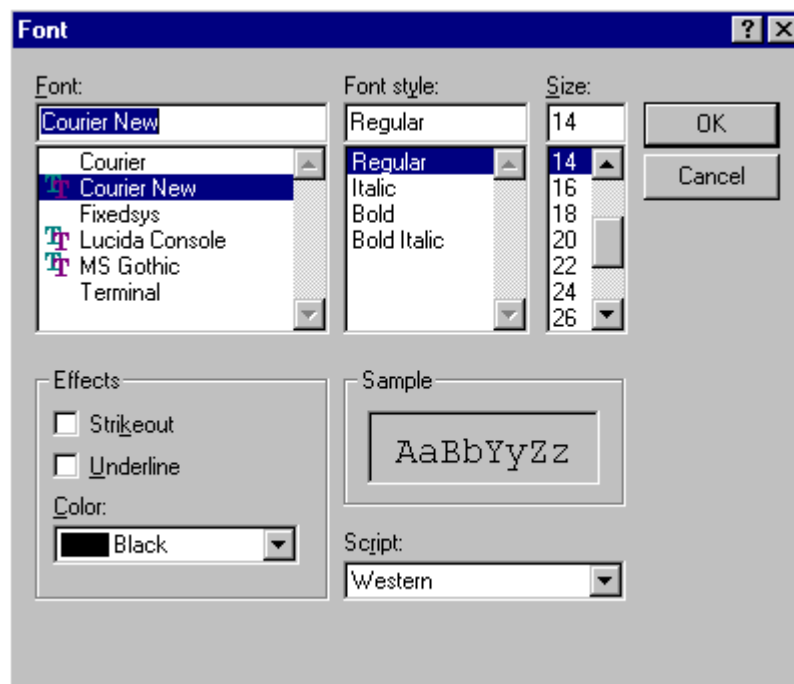 Font
Font:
Courier New
Courier
Courier New
Fixedsys
Lucida Console
MS Gothic
Terminal
Font style:
Regular
Regular
Italic
Bold
Bold Italic
Size:
14
14
16
18
20
22
24
26
OK
Cancel
Effects
Strikeout
Underline
Color:
Black
Sample
AaBbYyZz
Script:
Western